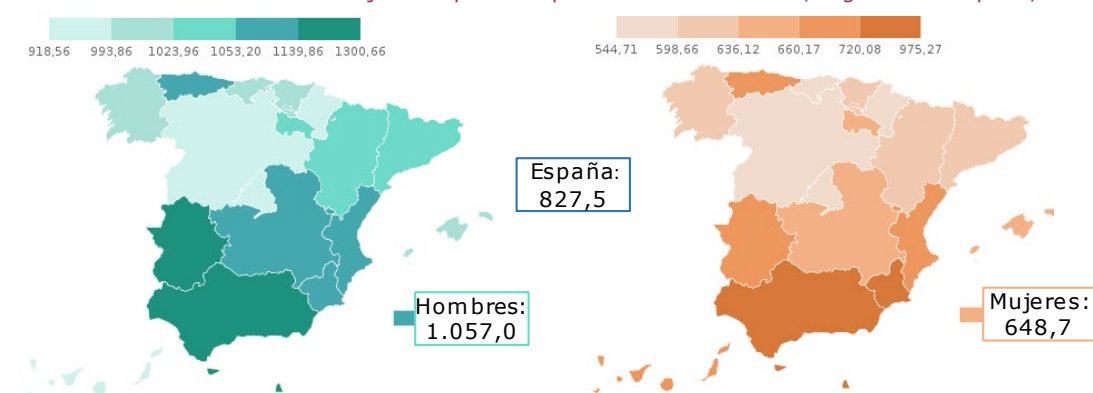 918,56 993,86 1023,96 1053,20 1139,86 1300,66
544,71 598,66 636,12 660,17 720,08 975,27
España:
827,5
Hombres:
1.057,0
Mujeres:
648,7